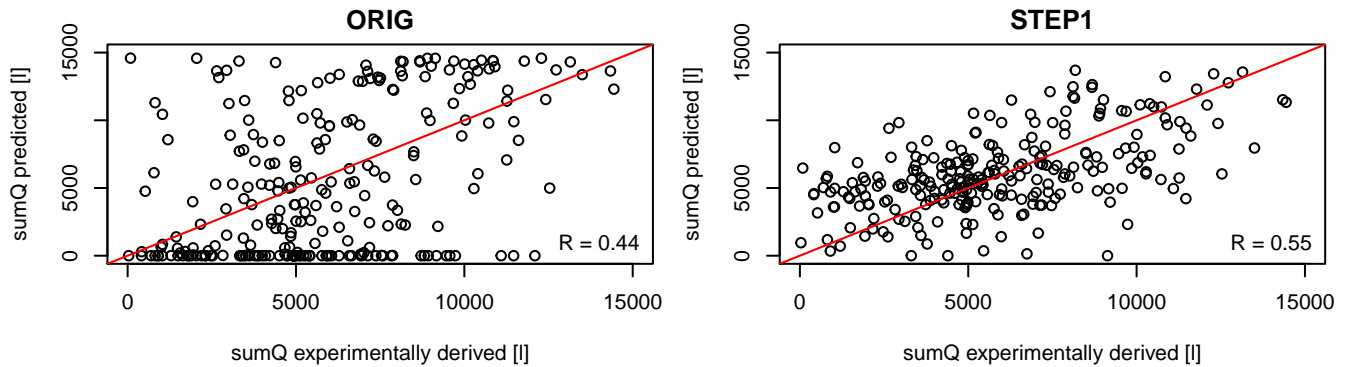 ORIG
sumQ predicted [l]
15000
5000
0
R = 0.44
0 5000 10000 15000
sumQ experimentally derived [l]
STEP1
sumQ predicted [l]
15000
5000
0
R = 0.55
0 5000 10000 15000
sumQ experimentally derived [l]